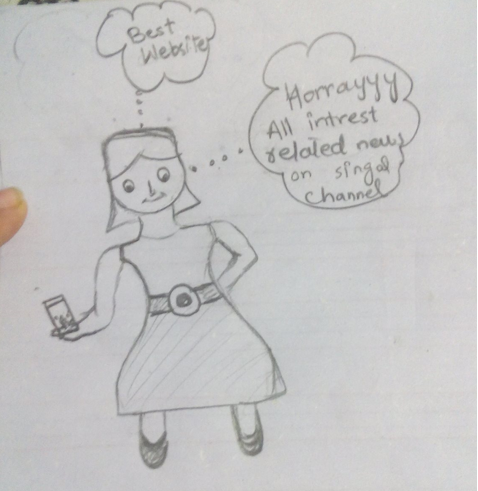 Best
Website
Horrayyy
All intrest
related news
on singal
channel